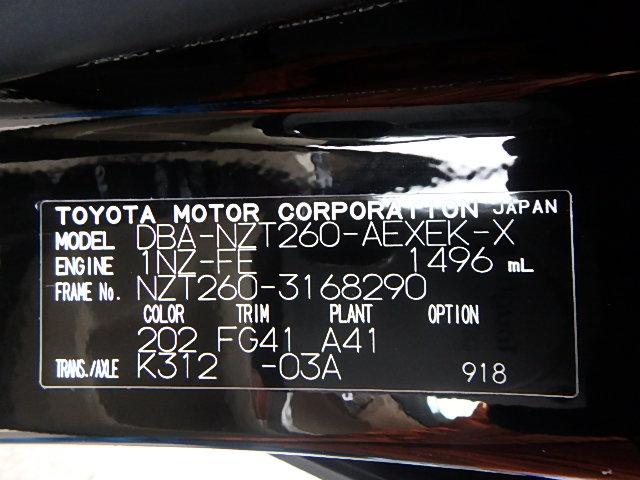 TOYOTA MOTOR CORPORATION JAPAN
MODEL DBA-NZT260-AEXEK-X
ENGINE 1NZ-FE 1496 mL
FRAME No. NZT260-3168290
COLOR TRIM PLANT OPTION
202 FG41 A41
TRANS./AXLE K312 -03A 918